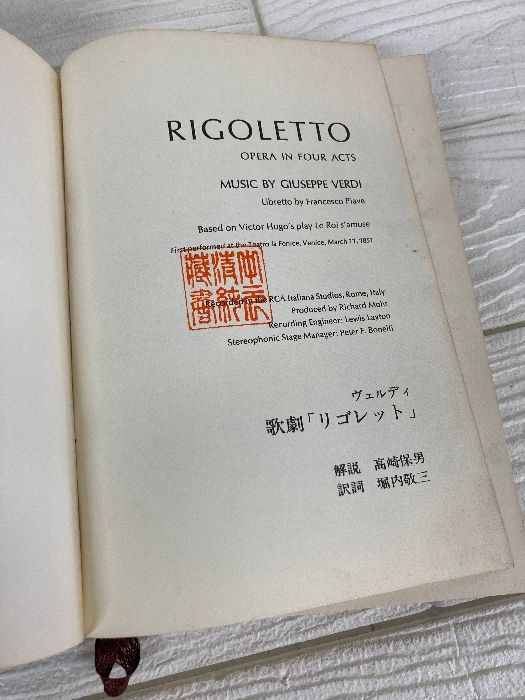 RIGOLETTO
OPERA IN FOUR ACTS
MUSIC BY GIUSEPPE VERDI
Libretto by Francesco Piave
Based on Victor Hugo's play Le Roi s'amuse
First performed at the Teatro la Fenice, Venice, March 11, 1851
Recorded in the RCA Italiana Studios, Rome, Italy
Produced by Richard Mohr
Recording Engineer: Lewis Layton
Stereophonic Stage Manager: Peter F. Bonelli
清純
蔵書
ヴェルディ
歌劇「リゴレット」
解説 高崎保男
訳詞 堀内敬三